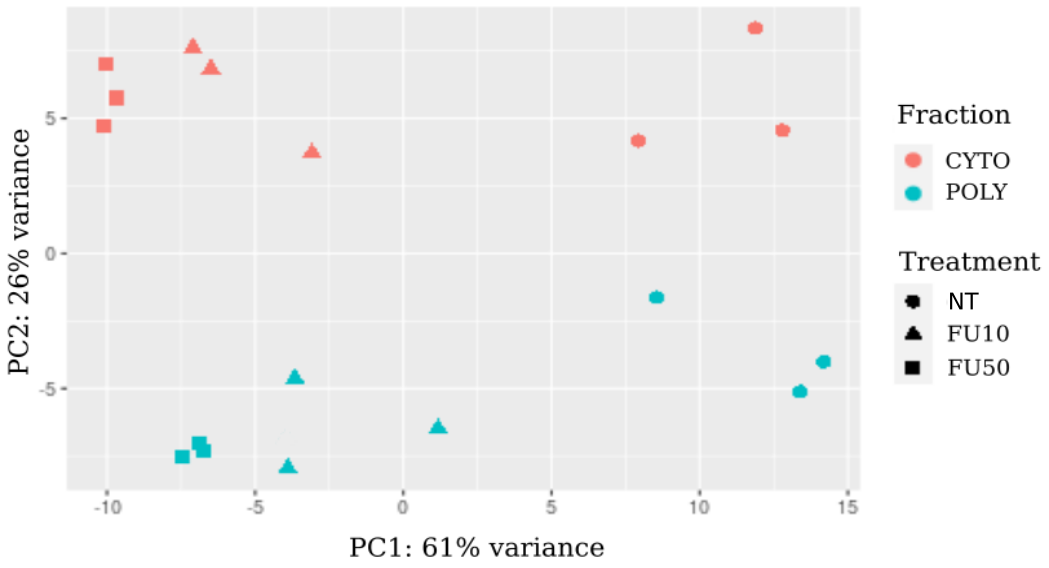 PC2: 26% variance
5
0
-5
-10
-5
0
5
10
15
PC1: 61% variance
Fraction
CYTO
POLY
Treatment
NT
FU10
FU50